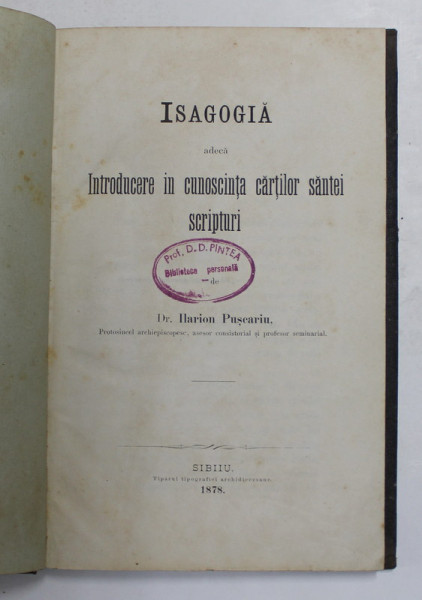 ISAGOGIĂ
adecă
Introducere in cunoscința cărților săntei
scripturi
Prof. D. D. PINTEA
Biblioteca personală
de
Dr. Ilarion Pușcariu,
Protosincel archiepiscopesc, asesor consistorial și profesor seminarial.
SIBIIU.
Tiparul tipografiei archidiecesane.
1878.